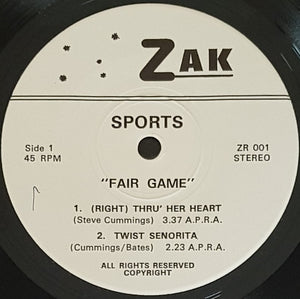 ZAK
SPORTS
Side 1 ZR 001
45 RPM STEREO
"FAIR GAME"
1. (RIGHT) THRU' HER HEART
(Steve Cummings) 3.37 A.P.R.A.
2. TWIST SENORITA
(Cummings/Bates) 2.23 A.P.R.A.
ALL RIGHTS RESERVED
COPYRIGHT